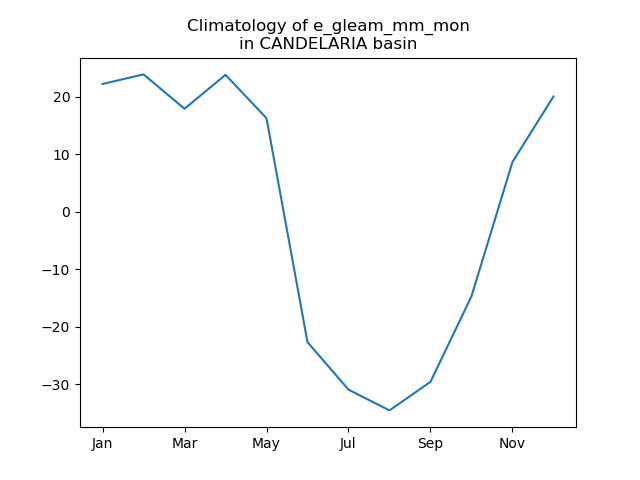 Climatology of e_gleam_mm_mon
in CANDELARIA basin
20
10
0
−10
−20
−30
Jan
Mar
May
Jul
Sep
Nov